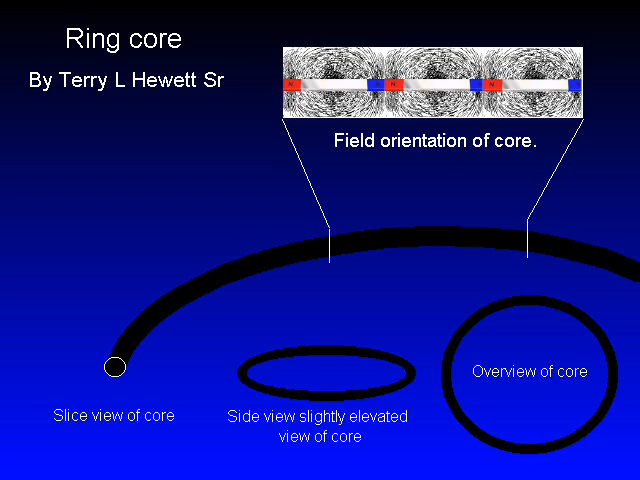 Ring core
By Terry L Hewett Sr
N N N
Field orientation of core.
Overview of core
Slice view of core
Side view slightly elevated
view of core